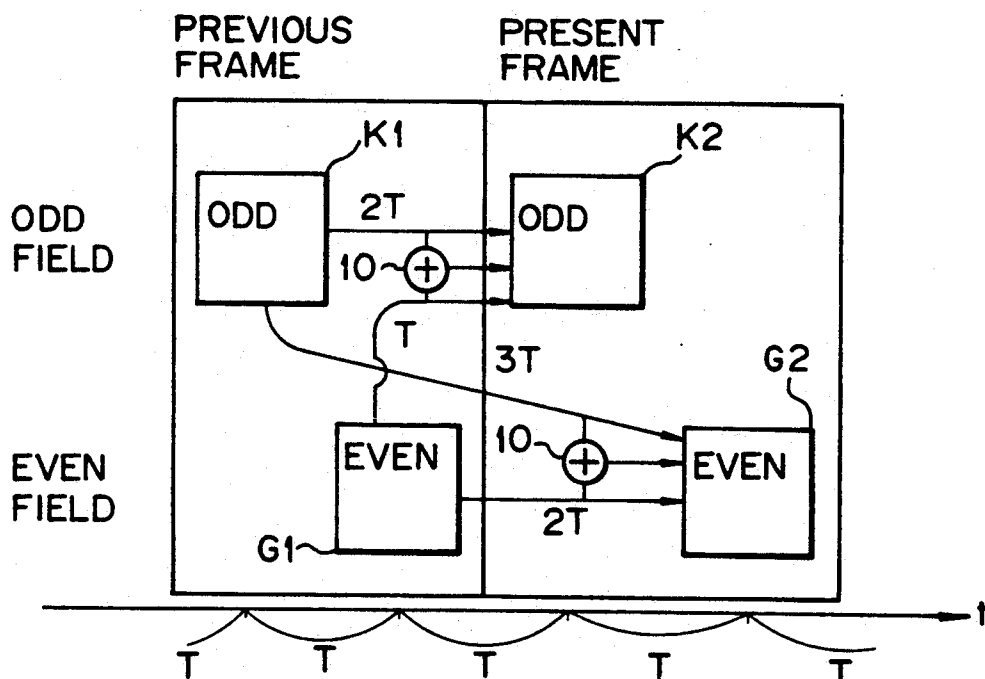 PREVIOUS
FRAME
PRESENT
FRAME
K1
K2
ODD
FIELD
ODD
2T
ODD
10
+
T
3T
G2
EVEN
FIELD
EVEN
10
+
EVEN
2T
G1
t
T
T
T
T
T